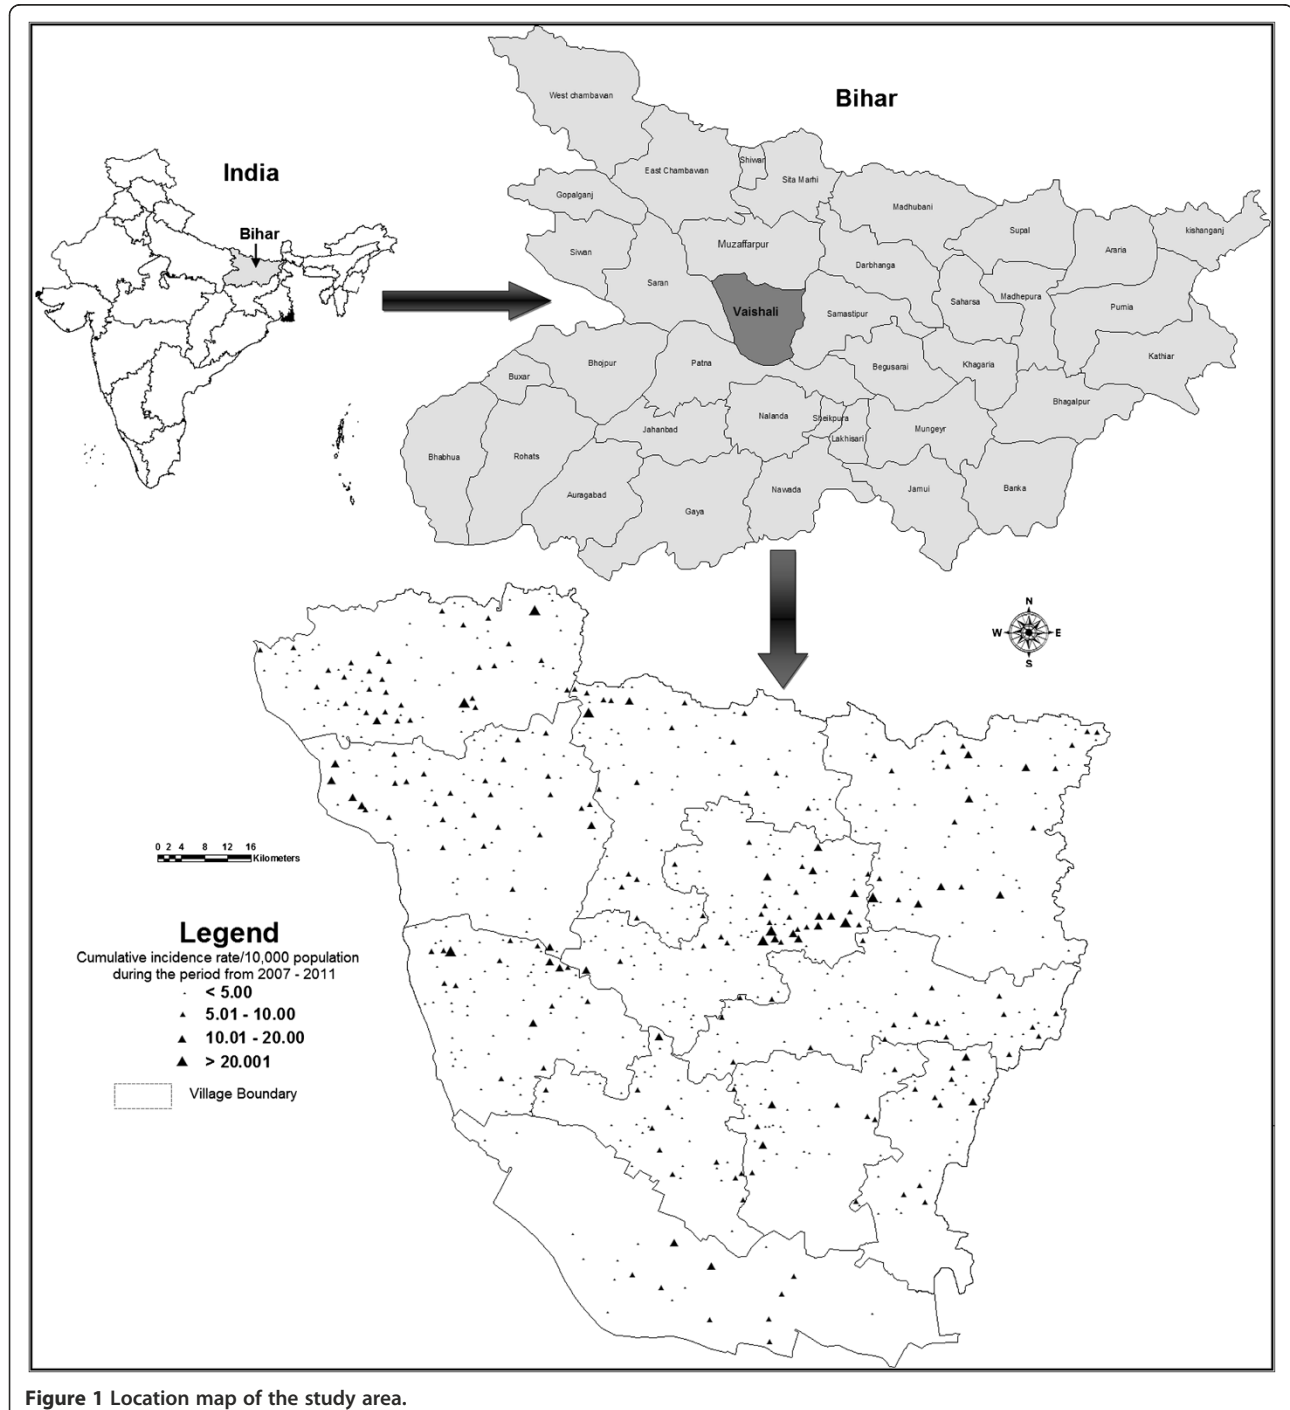 Bihar
India
Bihar
West chambawan
East Chambawan
Shiwar
Sita Marhi
Gopalganj
Madhubani
Siwan
Muzaffarpur
Supal
Araria
kishanganj
Saran
Darbhanga
Saharsa
Madhepura
Purnia
Vaishali
Samastipur
Kathiar
Buxar
Bhojpur
Patna
Begusarai
Khagaria
Bhagalpur
Bhabhua
Rohats
Jahanbad
Nalanda
Sheikpura
Lakhisari
Mungeyr
Auragabad
Gaya
Nawada
Jamui
Banka
N
W E
S
0 2 4 8 12 16
Kilometers
Legend
Cumulative incidence rate/10,000 population
during the period from 2007 - 2011
< 5.00
5.01 - 10.00
10.01 - 20.00
> 20.001
Village Boundary
Figure 1 Location map of the study area.